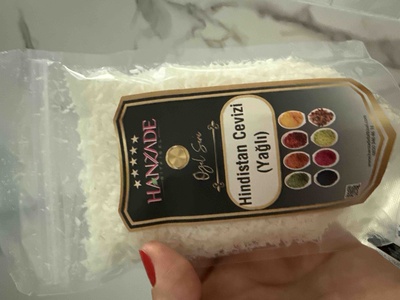 HANZADE
Özel Seri
Hindistan Cevizi
(Yağlı)